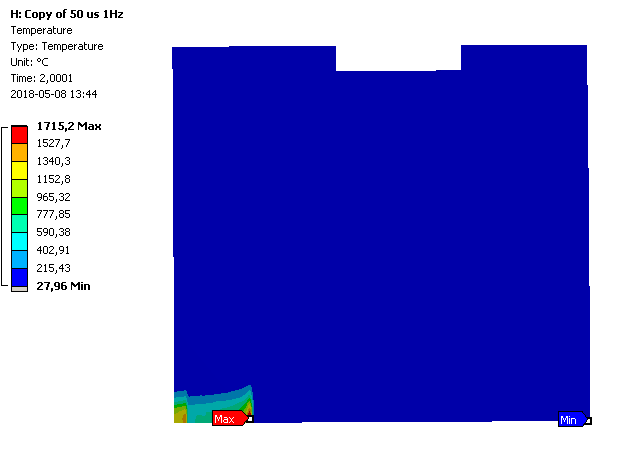 H: Copy of 50 us 1Hz
Temperature
Type: Temperature
Unit: °C
Time: 2,0001
2018-05-08 13:44
1715,2 Max
1527,7
1340,3
1152,8
965,32
777,85
590,38
402,91
215,43
27,96 Min
Max
Min